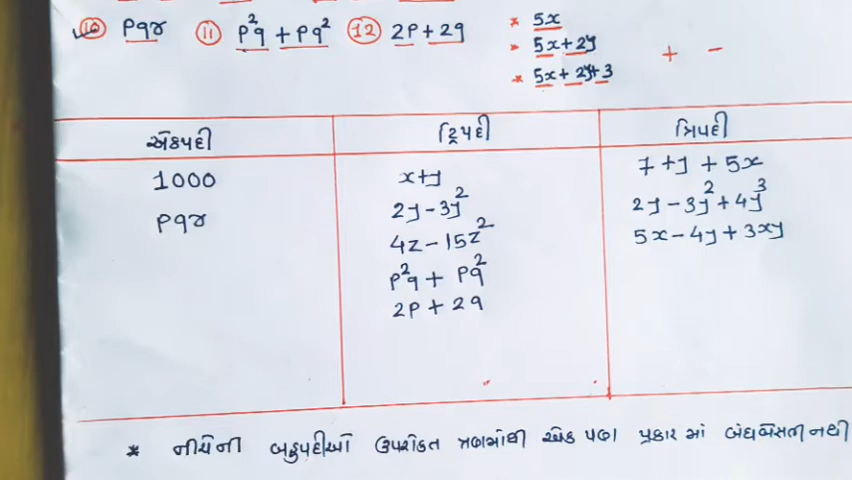 ⑩ pqr ⑪ p²q + pq² ⑫ 2p + 2q
* 5x
* 5x + 2y
* 5x + 2y + 3
+ -
એકપદી દ્વિપદી ત્રિપદી
1000 x+y 7 + y + 5x
pqr 2y - 3y² 2y - 3y² + 4y³
4z - 15z² 5x - 4y + 3xy
p²q + pq²
2p + 2q
* નીચેની બહુપદીઓ ઉપરોક્ત ત્રણમાંથી એક પણ પ્રકાર માં બંધબેસતી નથી